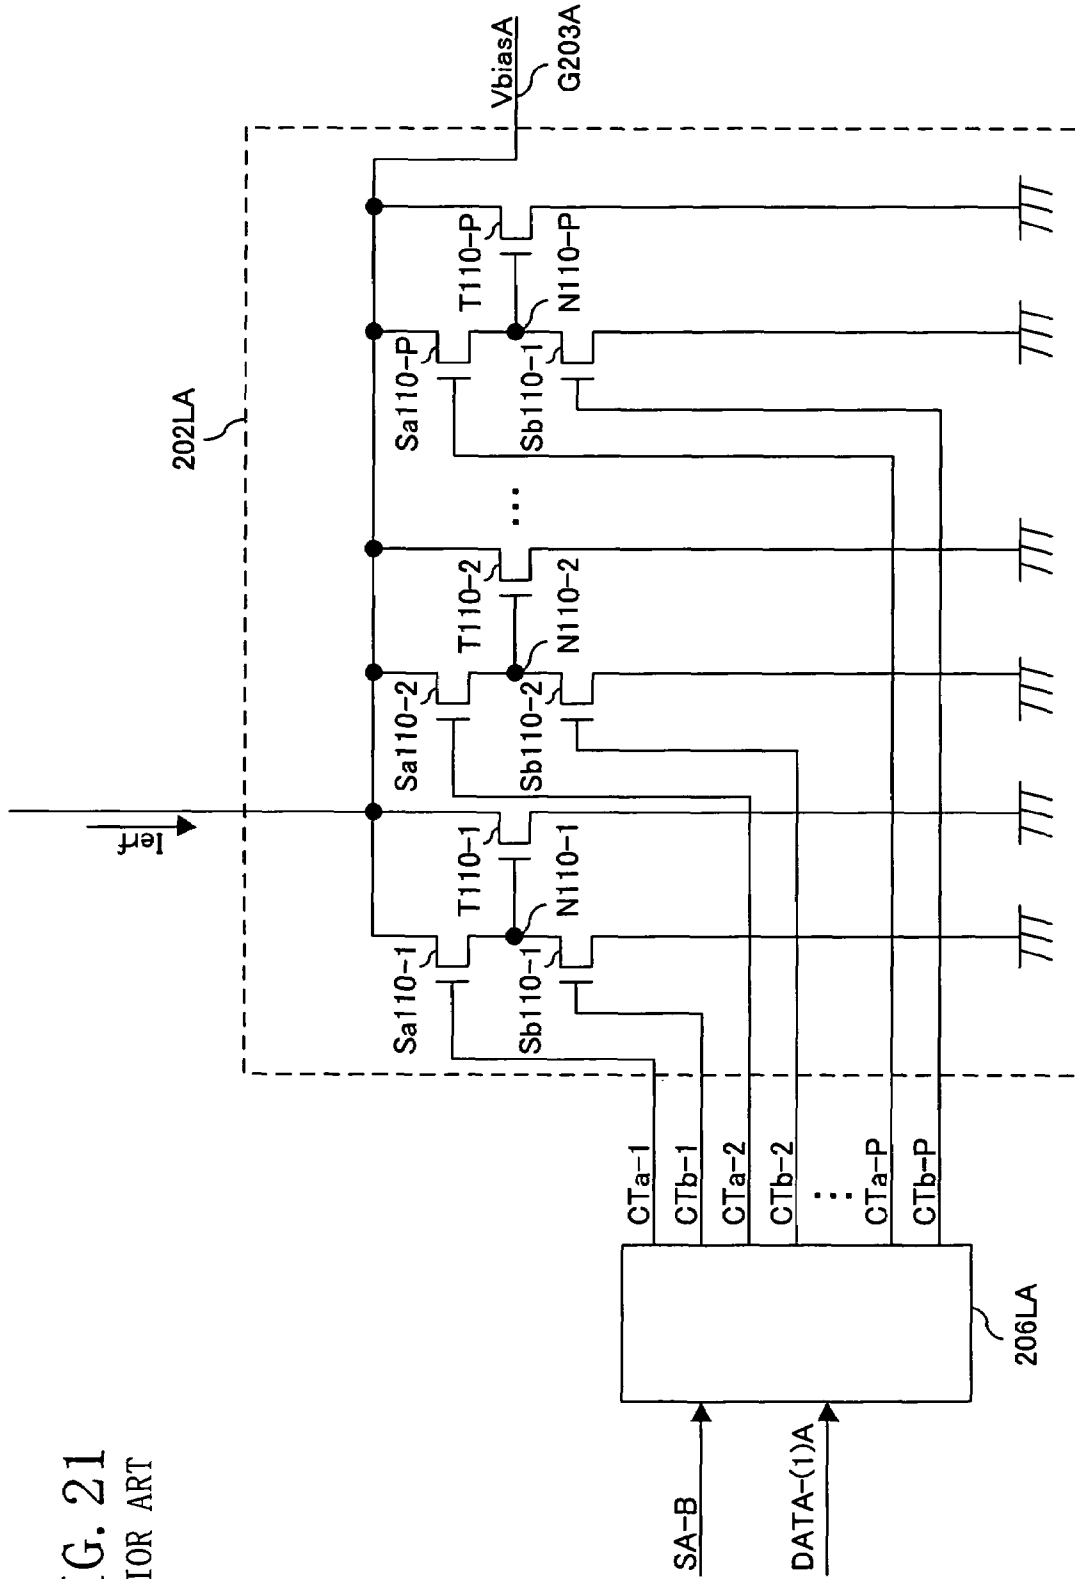 IG. 21
IOR ART
202LA
Ierf
VbiasA
G203A
Sa110-1
T110-1
Sb110-1
N110-1
Sa110-2
T110-2
Sb110-2
N110-2
...
Sa110-P
T110-P
Sb110-1
N110-P
CTa-1
CTb-1
CTa-2
CTb-2
...
CTa-P
CTb-P
SA-B
DATA-(1)A
206LA